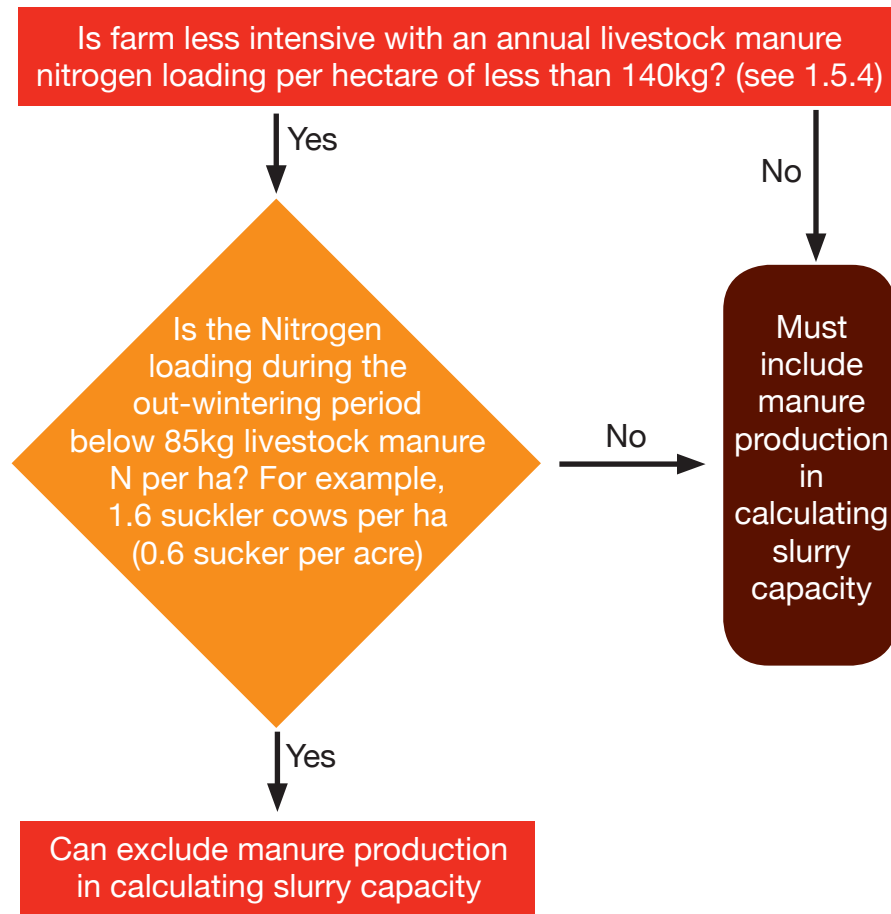 Is farm less intensive with an annual livestock manure
nitrogen loading per hectare of less than 140kg? (see 1.5.4)
Yes
No
Is the Nitrogen
loading during the
out-wintering period
below 85kg livestock manure
N per ha? For example,
1.6 suckler cows per ha
(0.6 sucker per acre)
No
Must
include
manure
production
in
calculating
slurry
capacity
Yes
Can exclude manure production
in calculating slurry capacity